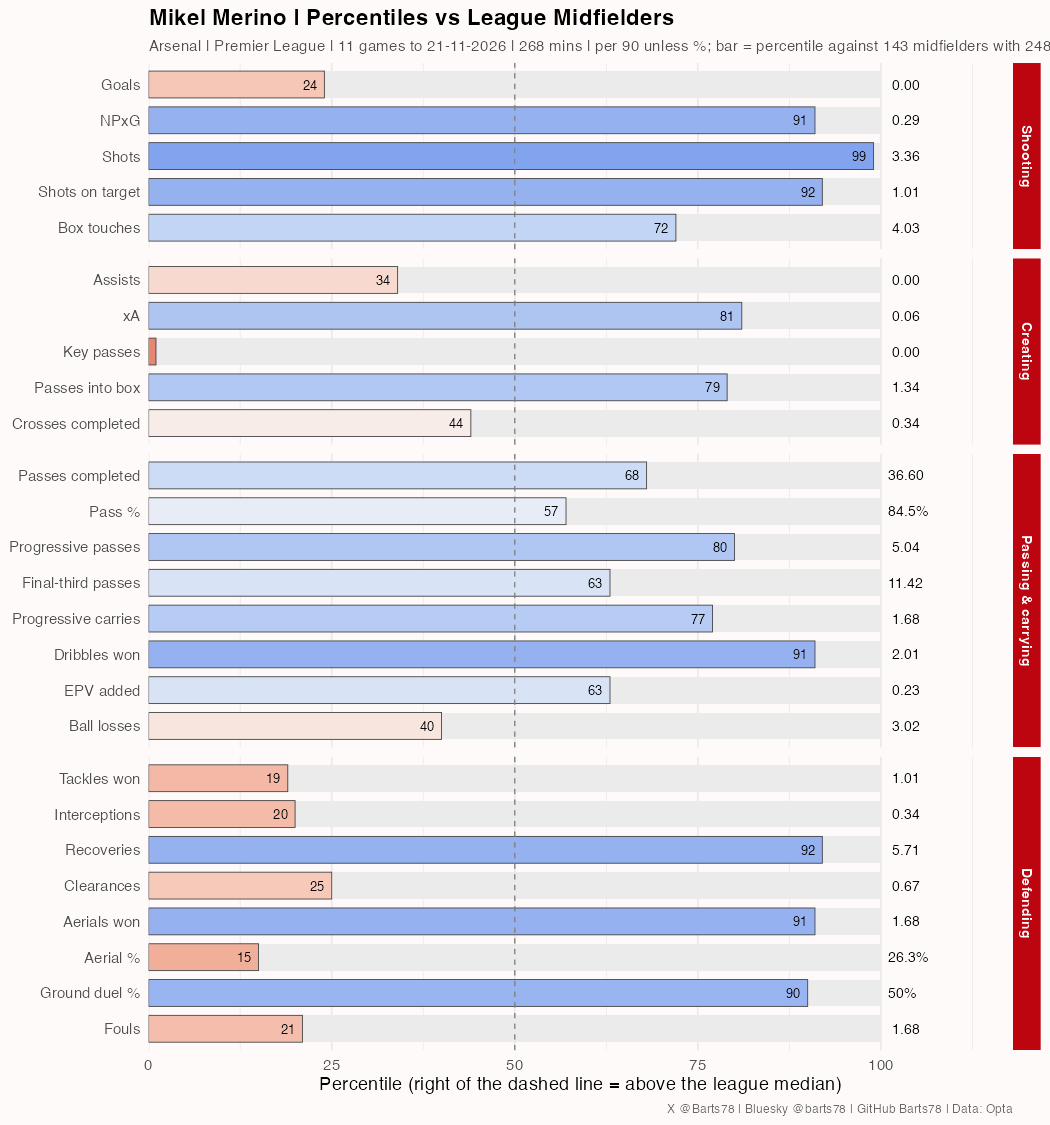 Mikel Merino | Percentiles vs League Midfielders
Arsenal | Premier League | 11 games to 21-11-2026 | 268 mins | per 90 unless %; bar = percentile against 143 midfielders with 248
Goals 24 0.00
NPxG 91 0.29
Shots 99 3.36
Shots on target 92 1.01
Box touches 72 4.03
Shooting
Assists 34 0.00
xA 81 0.06
Key passes 0.00
Passes into box 79 1.34
Crosses completed 44 0.34
Creating
Passes completed 68 36.60
Pass % 57 84.5%
Progressive passes 80 5.04
Final-third passes 63 11.42
Progressive carries 77 1.68
Dribbles won 91 2.01
EPV added 63 0.23
Ball losses 40 3.02
Passing & carrying
Tackles won 19 1.01
Interceptions 20 0.34
Recoveries 92 5.71
Clearances 25 0.67
Aerials won 91 1.68
Aerial % 15 26.3%
Ground duel % 90 50%
Fouls 21 1.68
Defending
0 25 50 75 100
Percentile (right of the dashed line = above the league median)
X @Barts78 | Bluesky @barts78 | GitHub Barts78 | Data: Opta